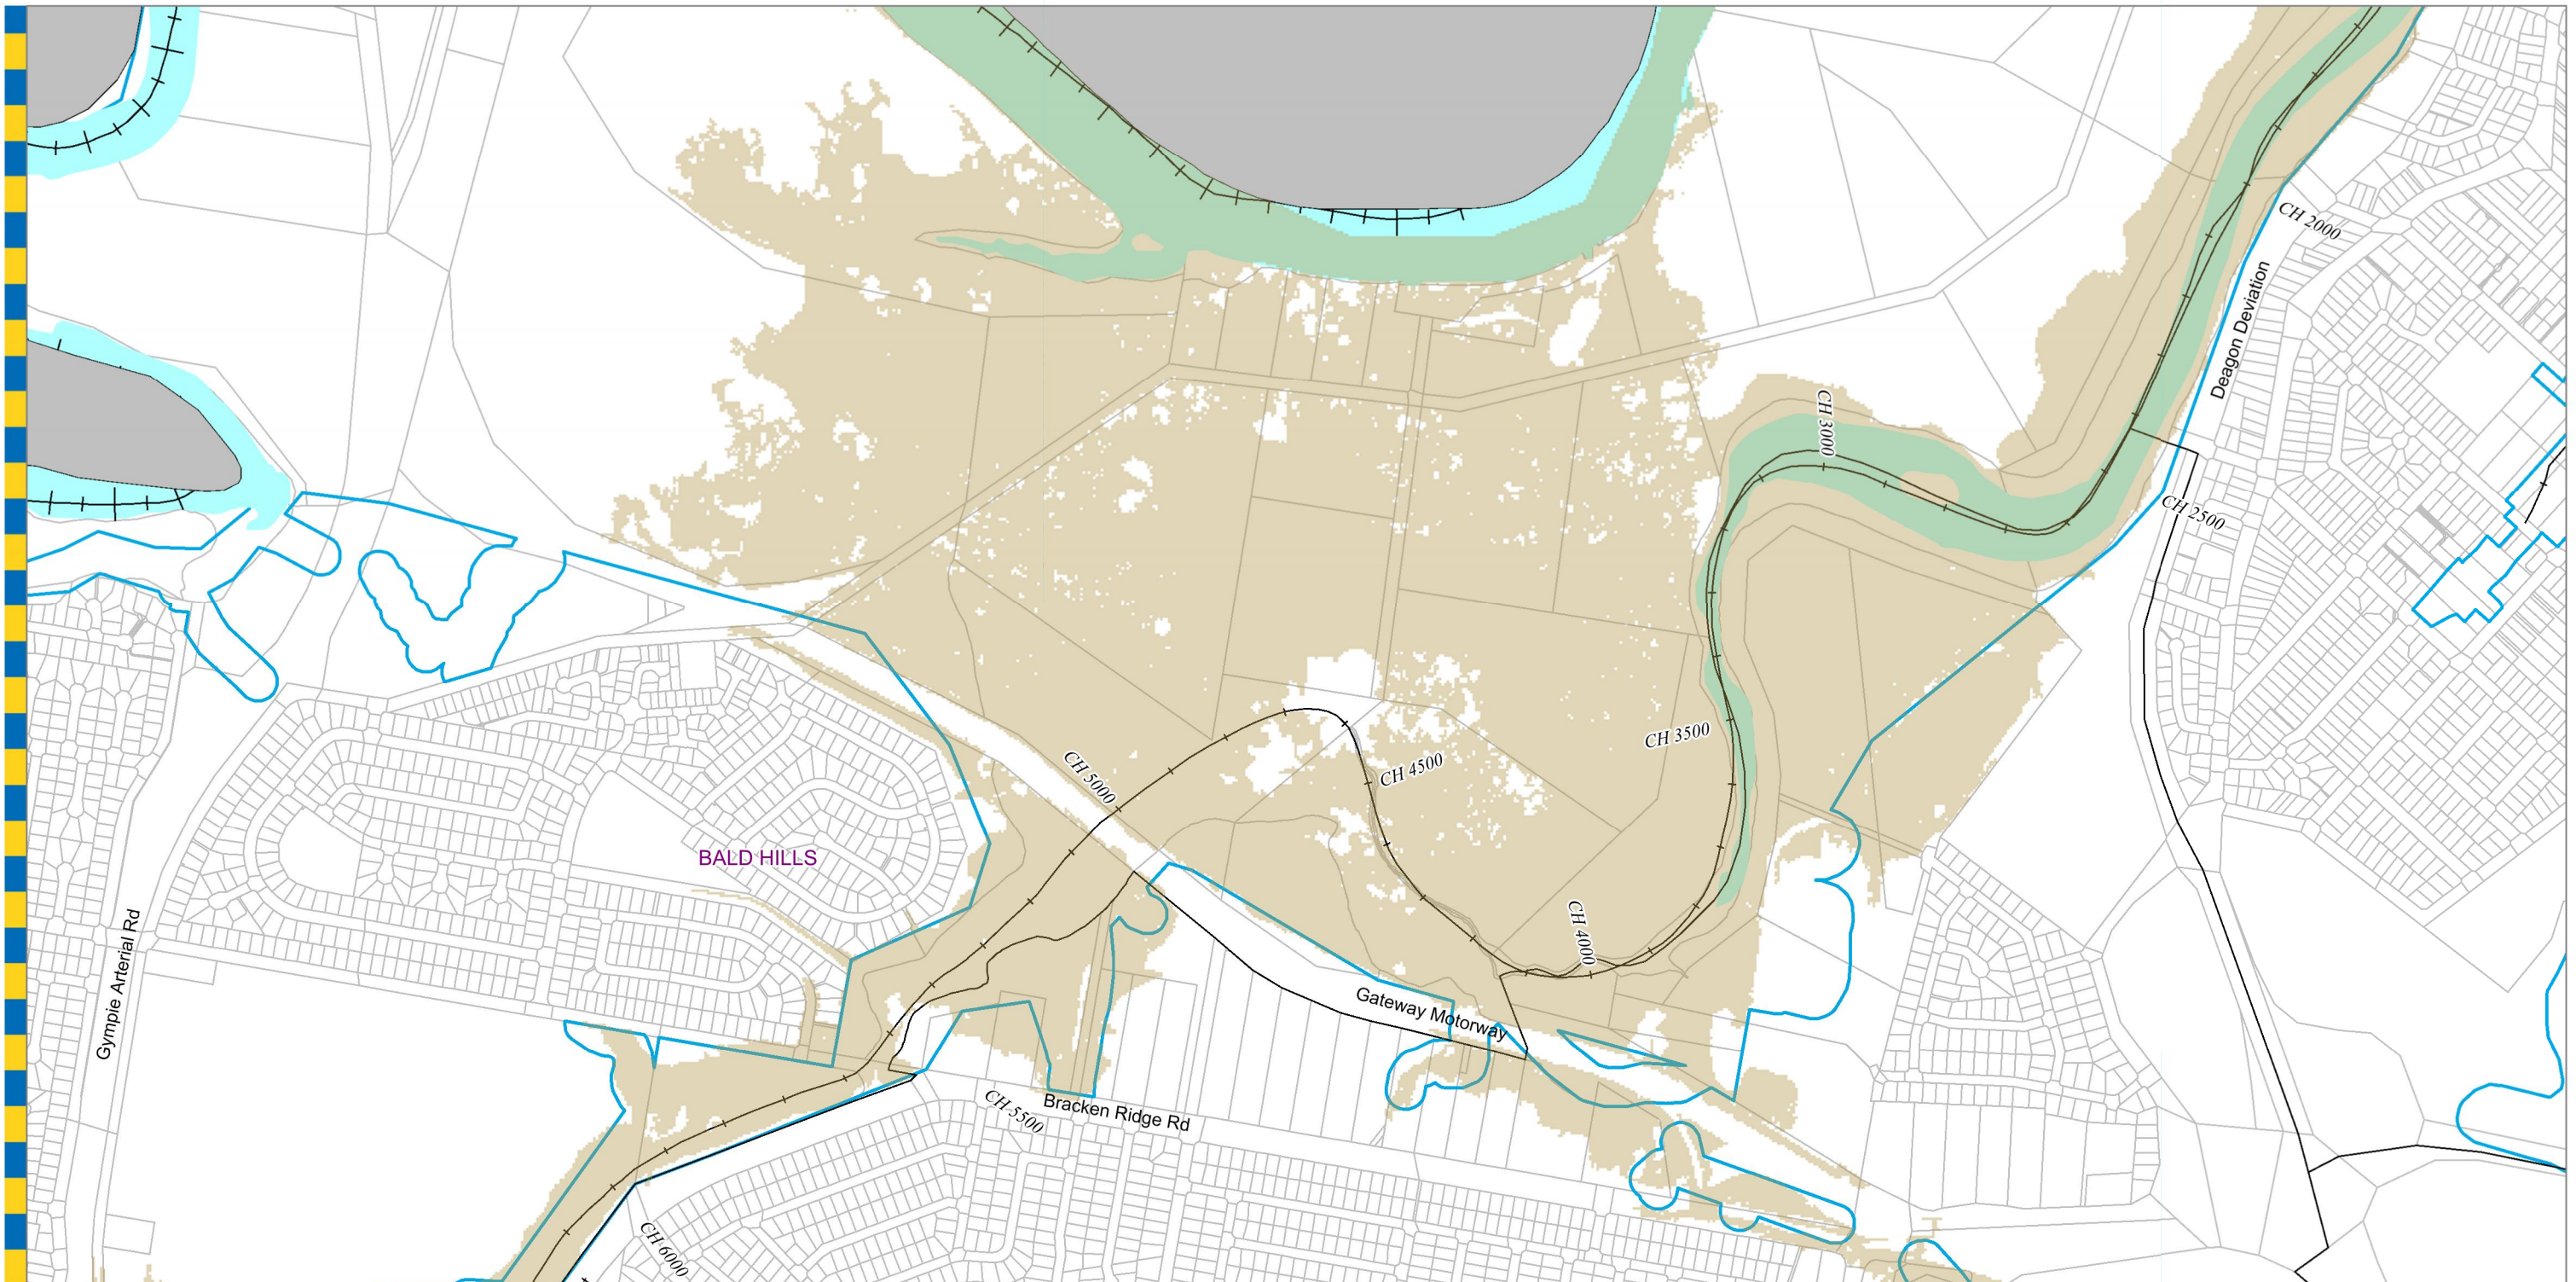 CH 2000
Deagon Deviation
CH 3000
CH 2500
CH 3500
CH 4500
CH 5000
BALD HILLS
CH 4000
Gympie Arterial Rd
Gateway Motorway
CH 5500
Bracken Ridge Rd
CH 6000